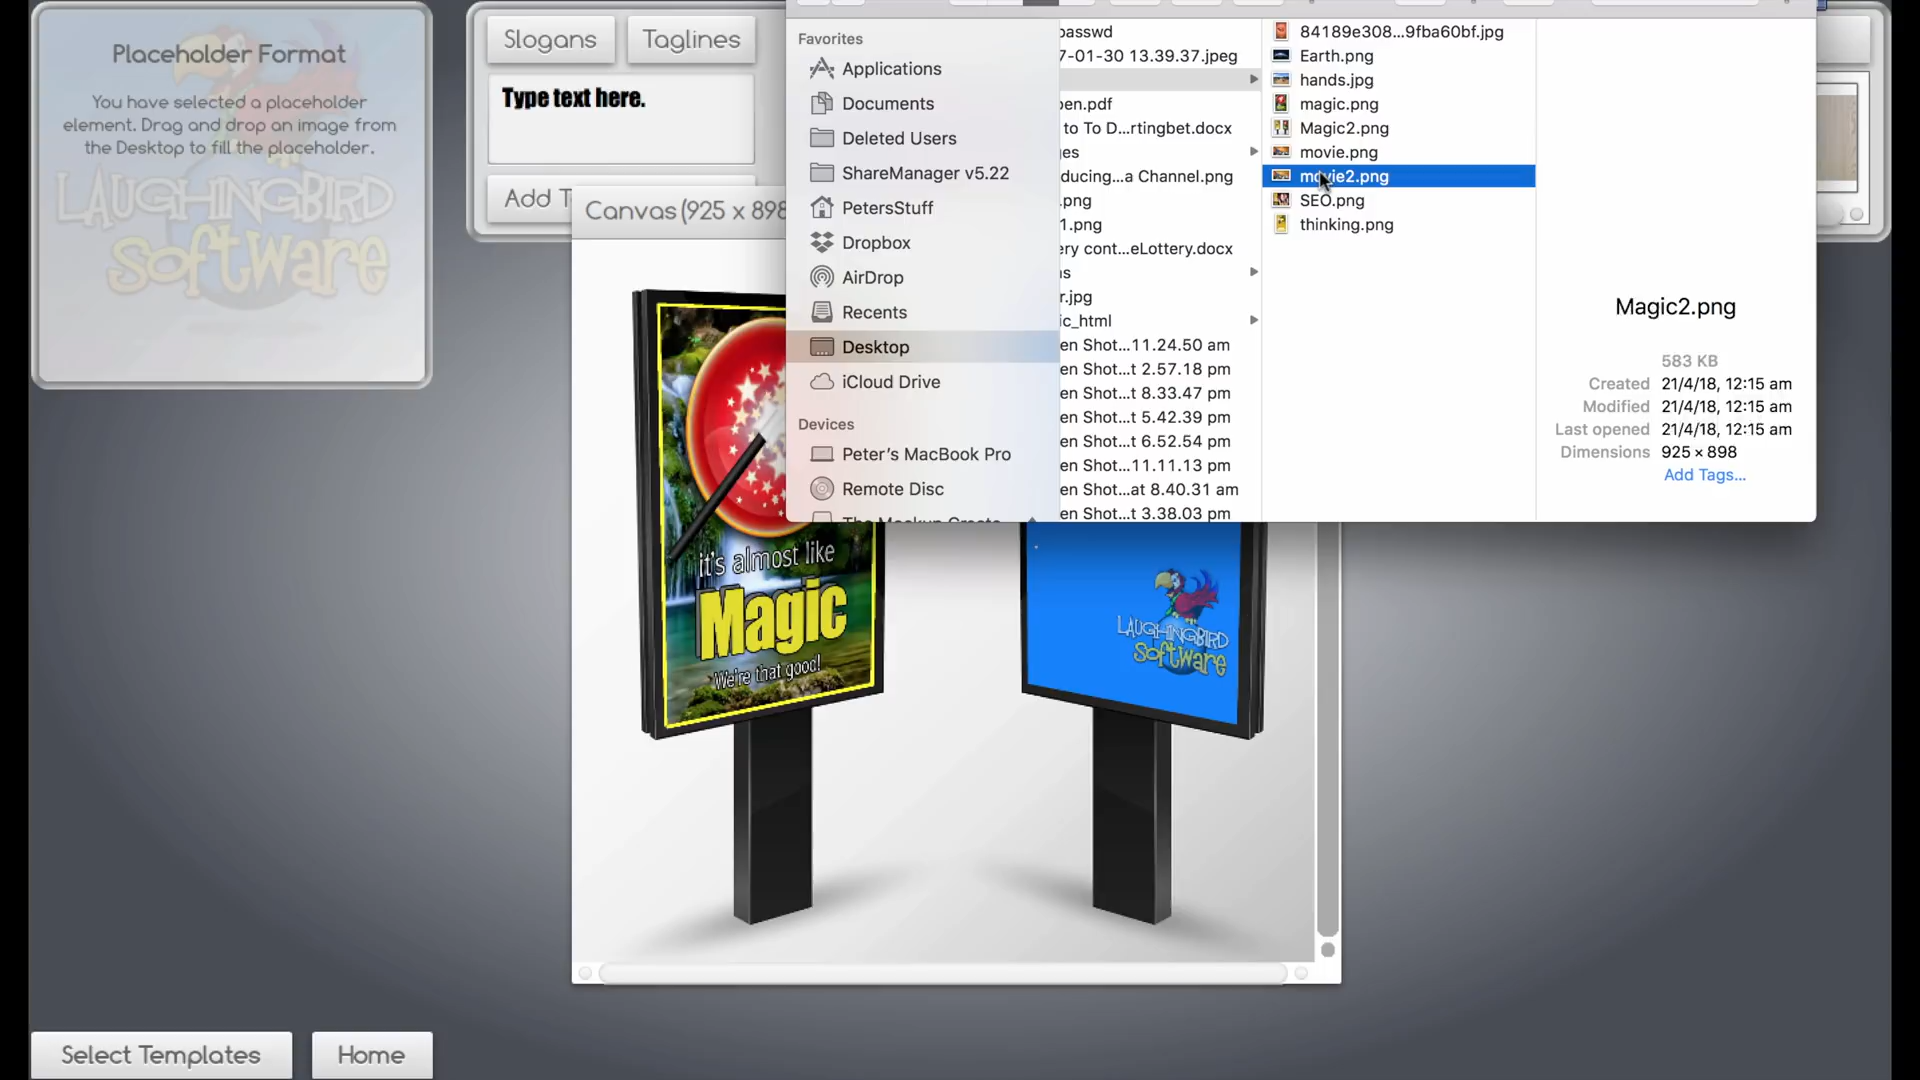 Placeholder Format
You have selected a placeholder
element. Drag and drop an image from
the Desktop to fill the placeholder.
LAUGHINGBIRD
Software
Slogans
Taglines
Type text here.
Canvas(925 x 898
it's almost like
Magic
We're that good!
LAUGHINGBIRD
Software
Select Templates
Home
Favorites
Applications
Documents
Deleted Users
ShareManager v5.22
PetersStuff
Dropbox
AirDrop
Recents
Desktop
iCloud Drive
Devices
Peter's MacBook Pro
Remote Disc
passwd
7-01-30 13.39.37.jpeg
pen.pdf
to To D...rtingbet.docx
ges
ducing...a Channel.png
.png
1.png
ery cont...eLottery.docx
ns
r.jpg
ic_html
en Shot...11.24.50 am
en Shot...t 2.57.18 pm
en Shot...t 8.33.47 pm
en Shot...t 5.42.39 pm
en Shot...t 6.52.54 pm
en Shot...t 11.11.13 pm
en Shot...at 8.40.31 am
en Shot...t 3.38.03 pm
84189e308...9fba60bf.jpg
Earth.png
hands.jpg
magic.png
Magic2.png
movie.png
movie2.png
SEO.png
thinking.png
Magic2.png
583 KB
Created 21/4/18, 12:15 am
Modified 21/4/18, 12:15 am
Last opened 21/4/18, 12:15 am
Dimensions 925 × 898
Add Tags...